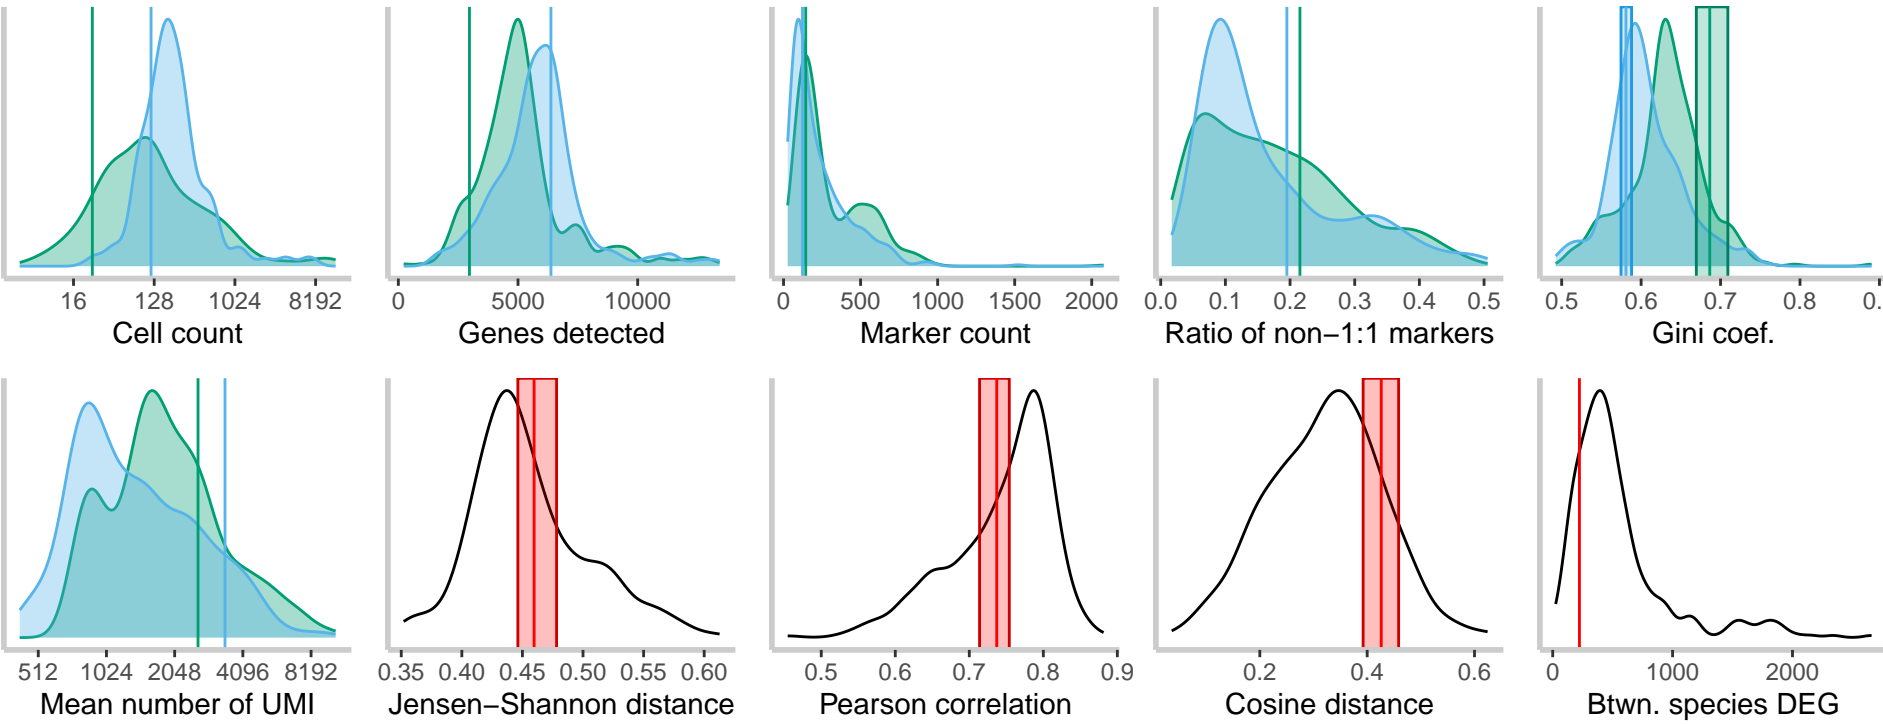 16 128 1024 8192
Cell count
0 5000 10000
Genes detected
0 500 1000 1500 2000
Marker count
0.0 0.1 0.2 0.3 0.4 0.5
Ratio of non−1:1 markers
0.5 0.6 0.7 0.8 0.
Gini coef.
512 1024 2048 4096 8192
Mean number of UMI
0.35 0.40 0.45 0.50 0.55 0.60
Jensen−Shannon distance
0.5 0.6 0.7 0.8 0.9
Pearson correlation
0.2 0.4 0.6
Cosine distance
0 1000 2000
Btwn. species DEG